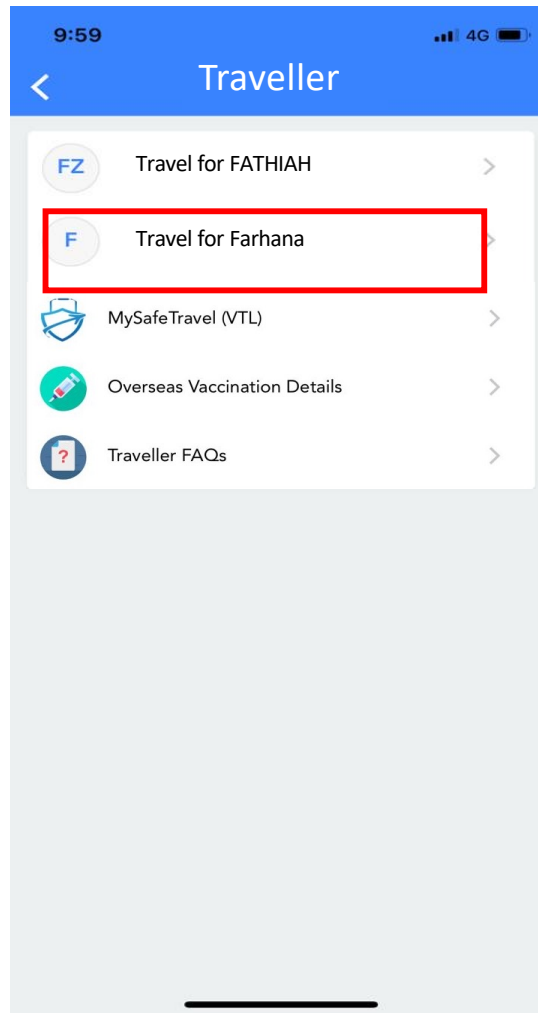 9:59
4G
Traveller
FZ
Travel for FATHIAH
F
Travel for Farhana
MySafeTravel (VTL)
Overseas Vaccination Details
?
Traveller FAQs